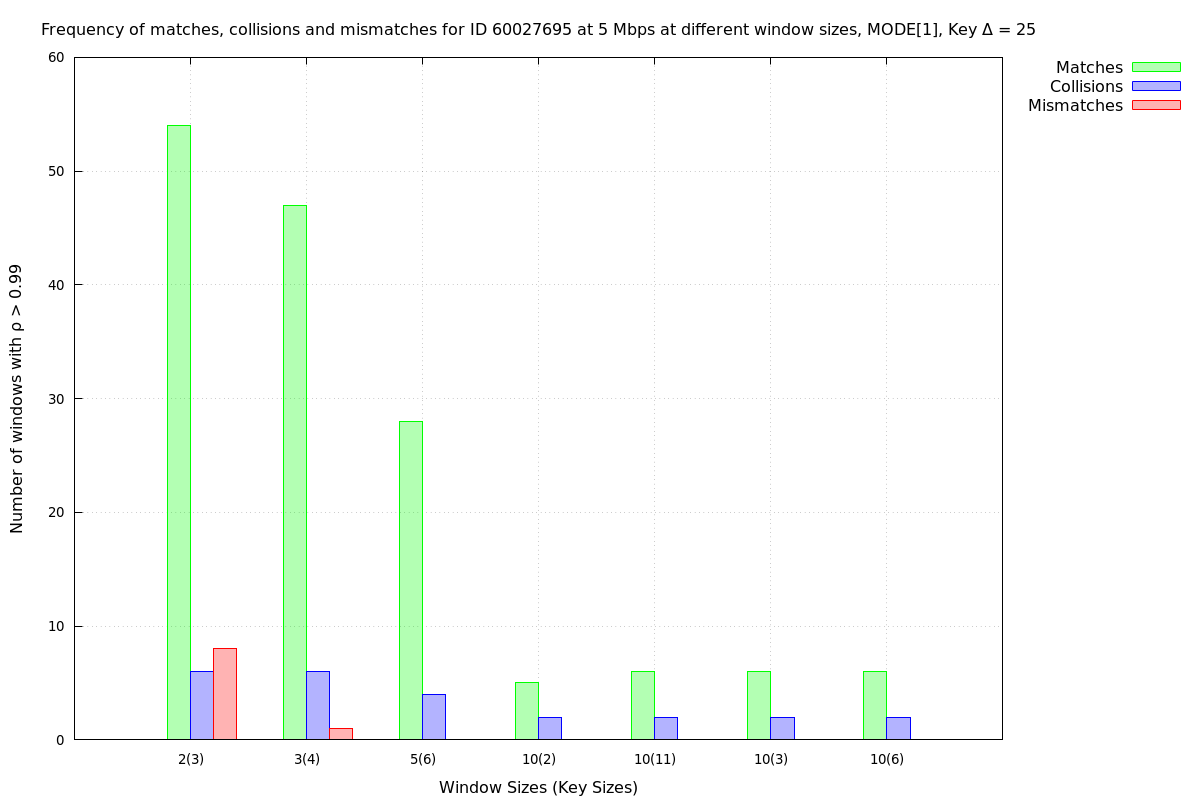 Frequency of matches, collisions and mismatches for ID 60027695 at 5 Mbps at different window sizes, MODE[1], Key Δ = 25
Matches
Collisions
Mismatches
Number of windows with ρ > 0.99
60
50
40
30
20
10
0
2(3) 3(4) 5(6) 10(2) 10(11) 10(3) 10(6)
Window Sizes (Key Sizes)